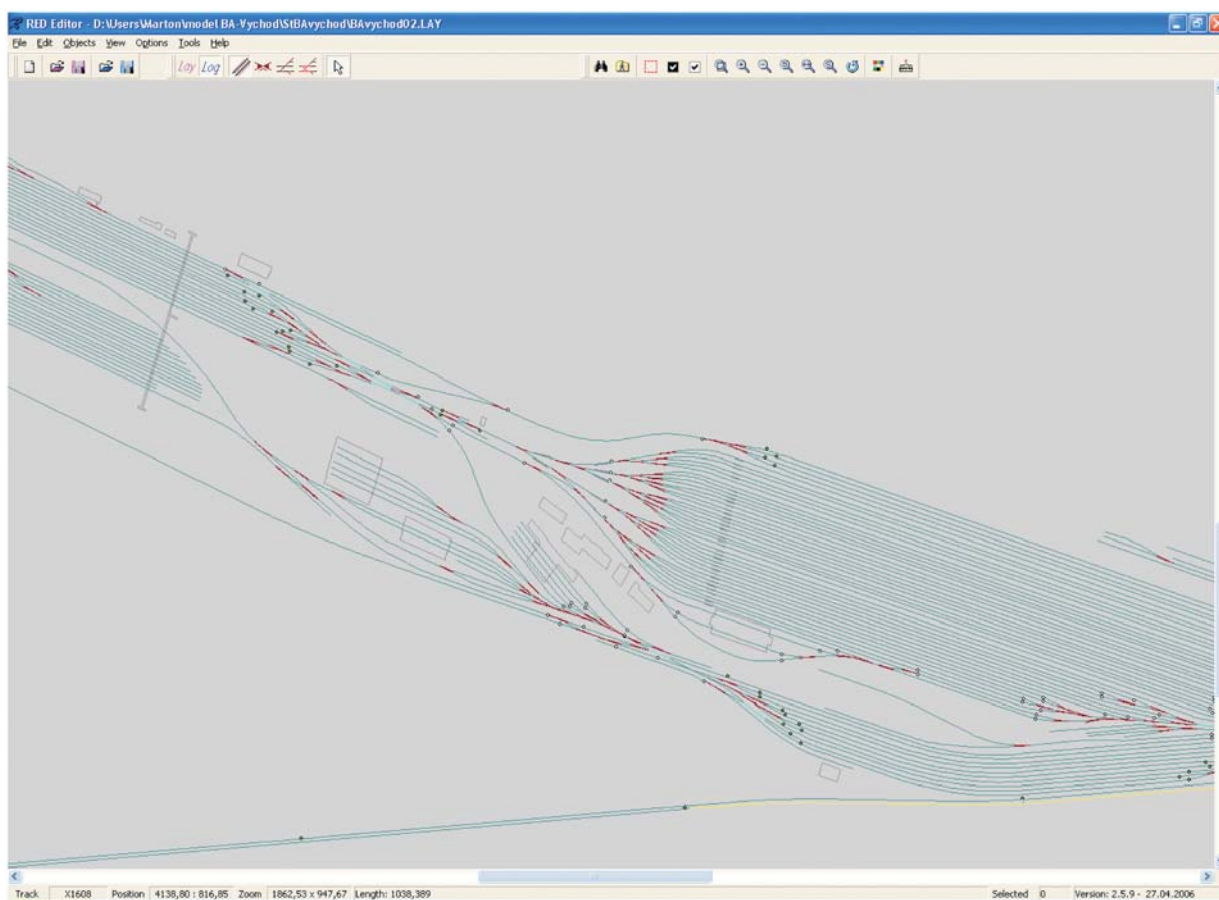 RED Editor - D:\Users\Marton\model BA-Vychod\StBAvychod\BAvychod02.LAY
File Edit Objects View Options Tools Help
Lay Log
Track X1608 Position 4138,80 : 816,85 Zoom 1862,53 x 947,67 Length: 1038,389 Selected 0 Version: 2.5.9 - 27.04.2006